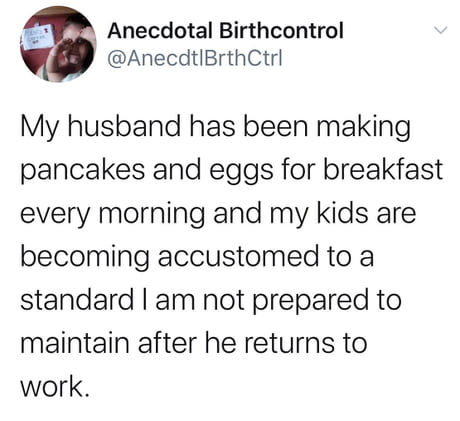 Anecdotal Birthcontrol
@AnecdtlBrthCtrl
My husband has been making
pancakes and eggs for breakfast
every morning and my kids are
becoming accustomed to a
standard I am not prepared to
maintain after he returns to
work.